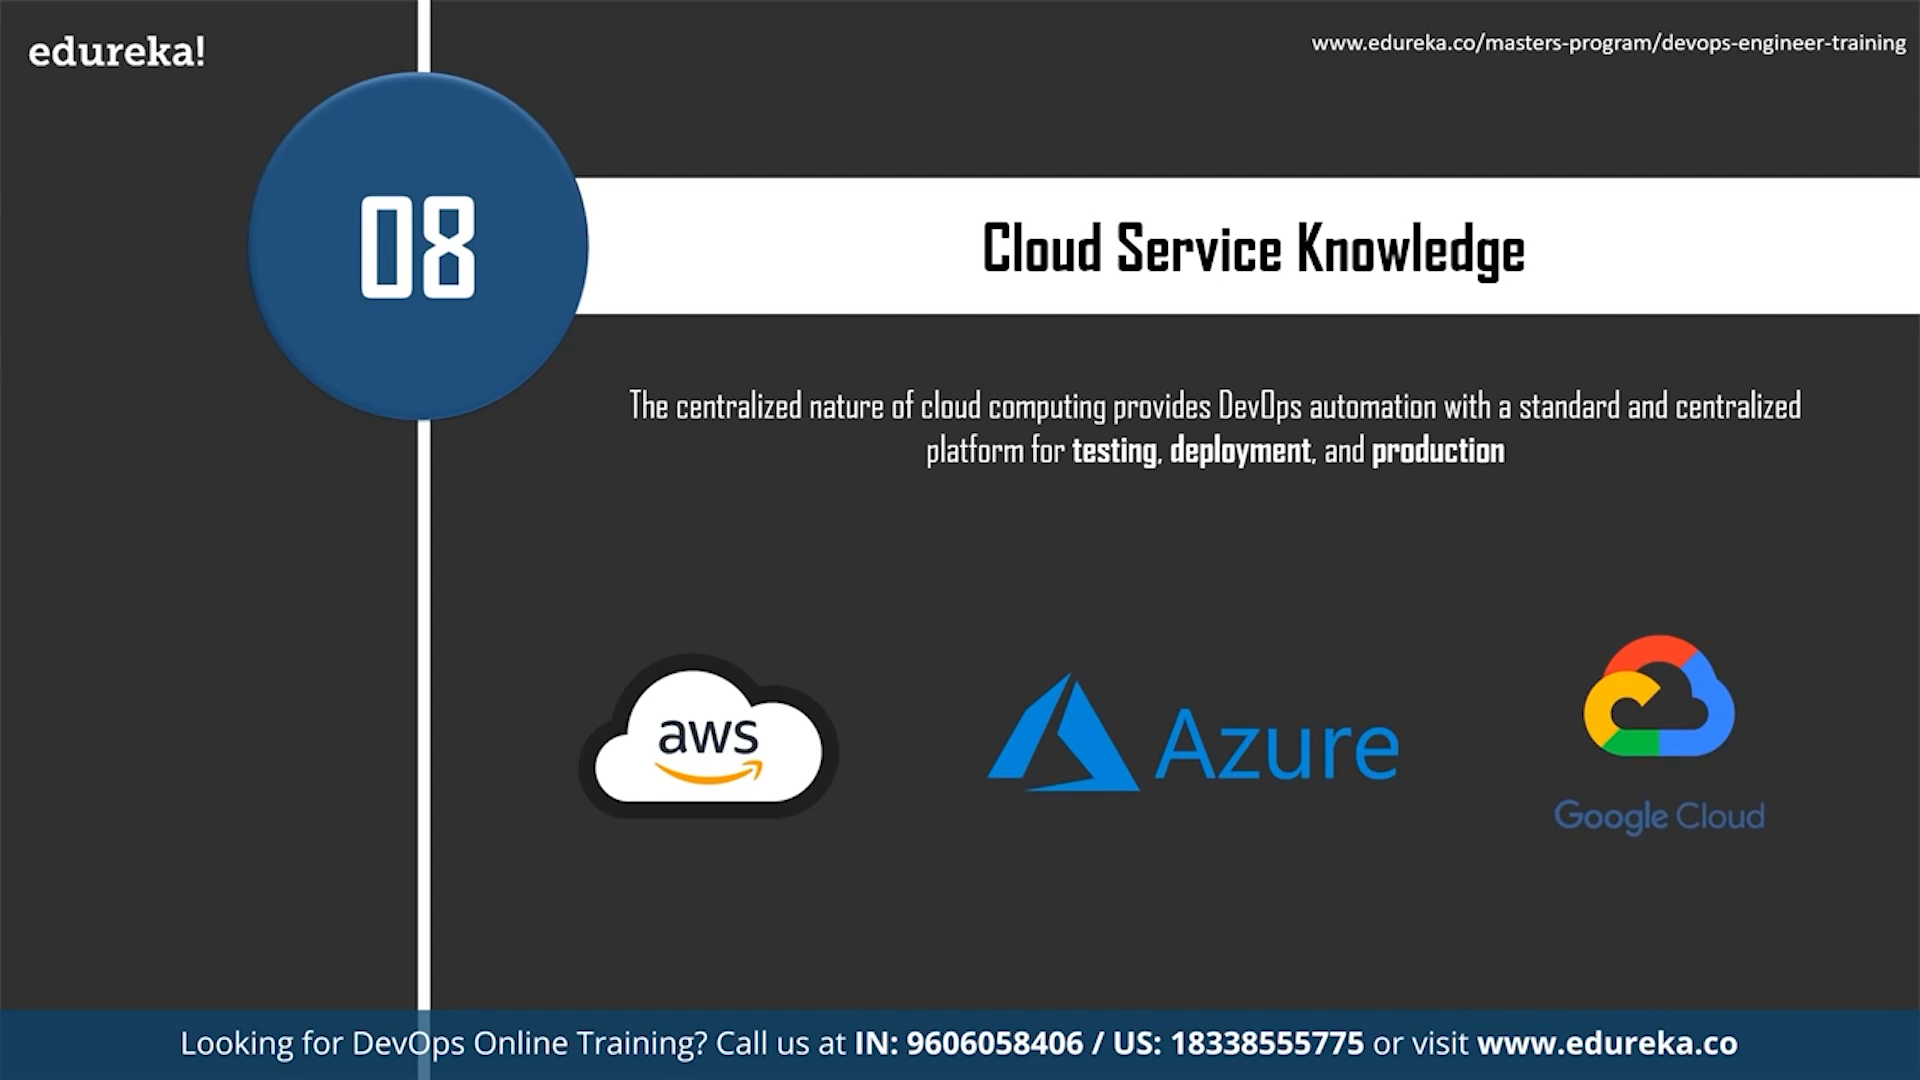 edureka!
www.edureka.co/masters-program/devops-engineer-training
08
Cloud Service Knowledge
The centralized nature of cloud computing provides DevOps automation with a standard and centralized
platform for testing, deployment, and production
aws
Azure
Google Cloud
Looking for DevOps Online Training? Call us at IN: 9606058406 / US: 18338555775 or visit www.edureka.co